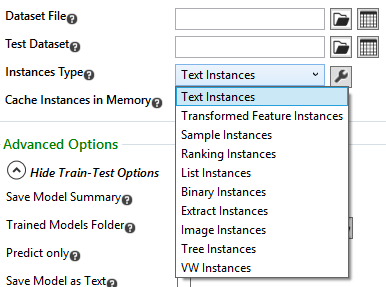 Dataset File
Test Dataset
Instances Type Text Instances
Cache Instances in Memory Text Instances
Transformed Feature Instances
Sample Instances
Advanced Options Ranking Instances
Hide Train-Test Options List Instances
Save Model Summary Binary Instances
Extract Instances
Trained Models Folder Image Instances
Predict only Tree Instances
VW Instances
Save Model as Text